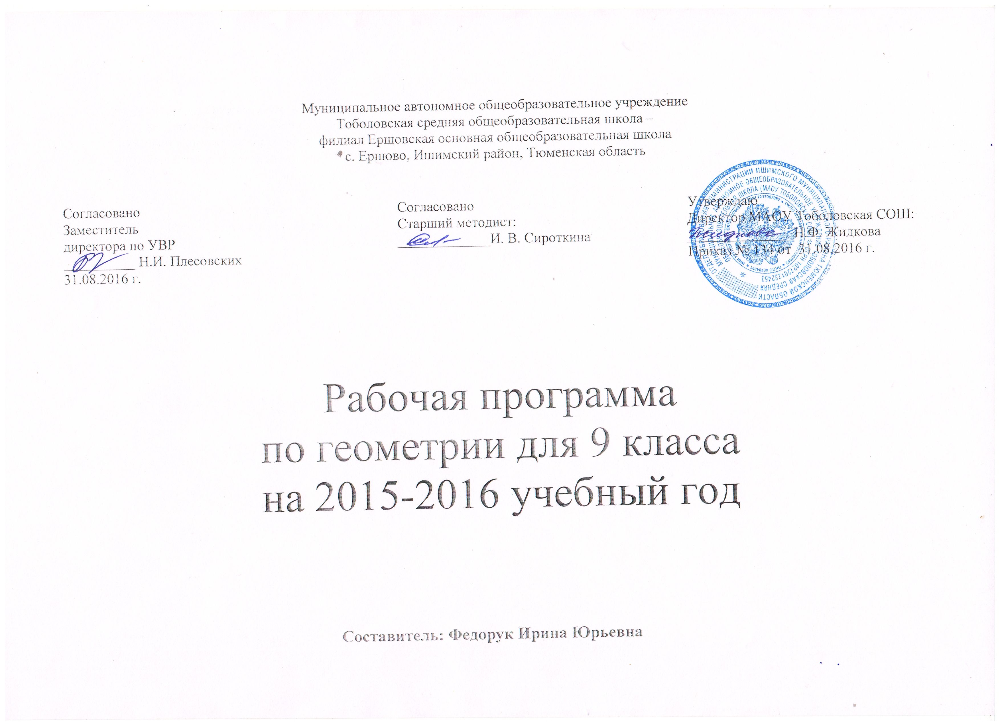 Муниципальное автономное общеобразовательное учреждение
Тоболовская средняя общеобразовательная школа –
филиал Ершовская основная общеобразовательная школа
с. Ершово, Ишимский район, Тюменская область
Согласовано
Заместитель
директора по УВР
____________ Н.И. Плесовских
31.08.2016 г.
Согласовано
Старший методист:
______________И. В. Сироткина
Утверждаю
Директор МАОУ Тоболовская СОШ:
________________Н.Ф. Жидкова
Приказ № 134 от 31.08.2016 г.
Рабочая программа
по геометрии для 9 класса
на 2015-2016 учебный год
Составитель: Федорук Ирина Юрьевна